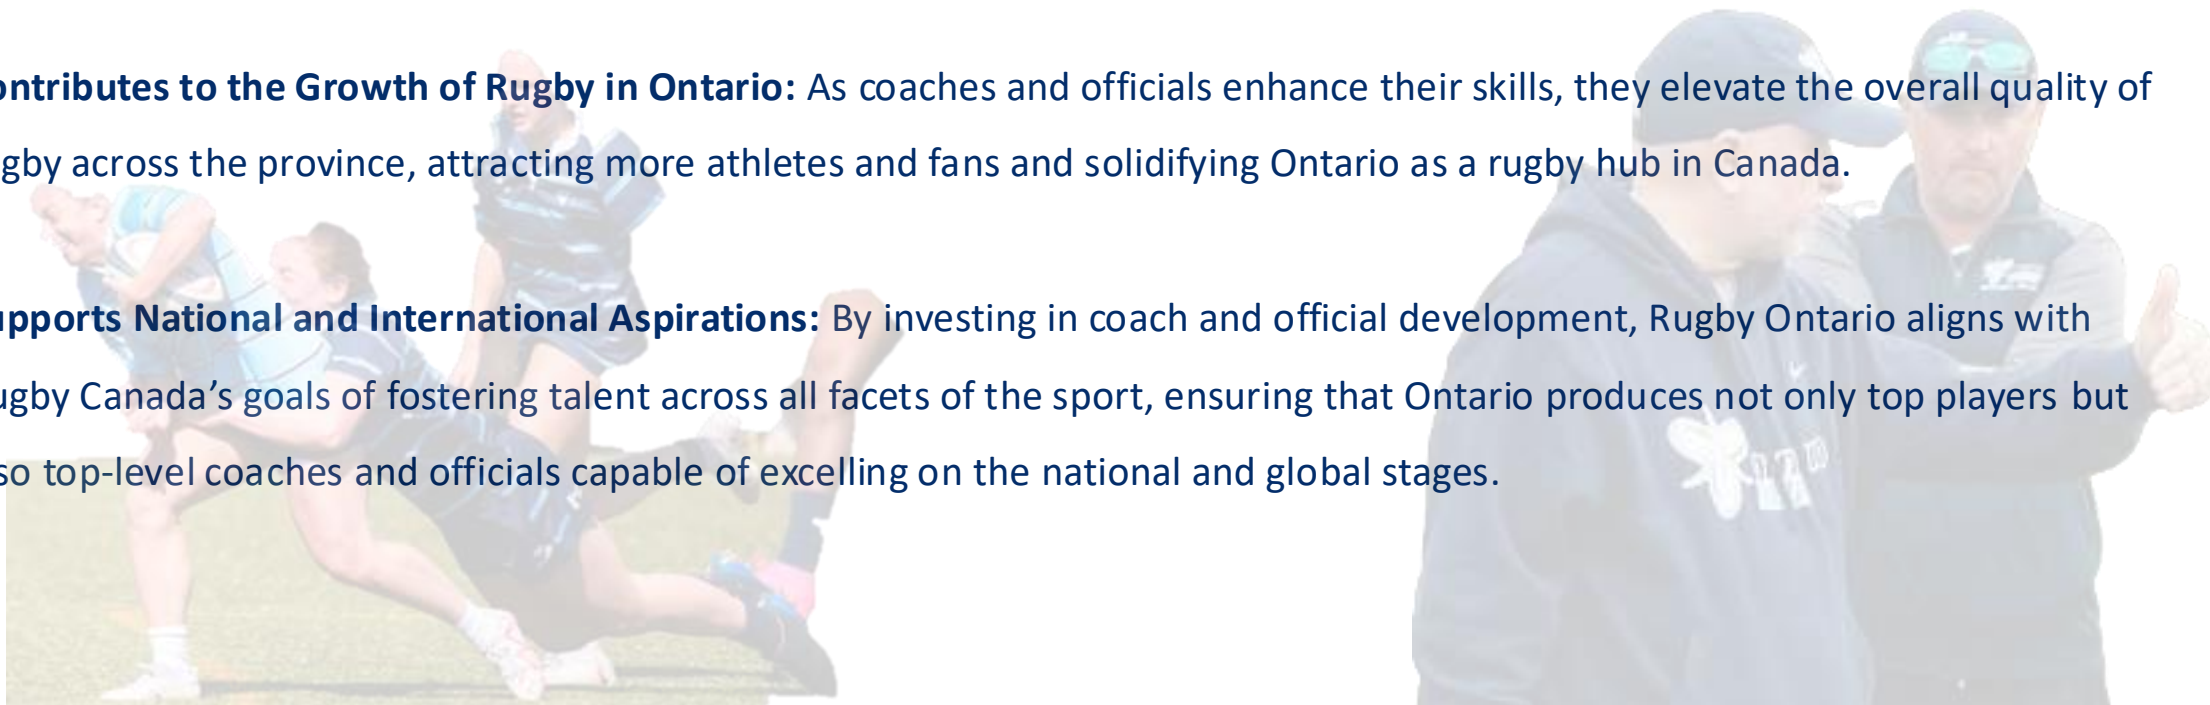 ontributes to the Growth of Rugby in Ontario: As coaches and officials enhance their skills, they elevate the overall quality of
gby across the province, attracting more athletes and fans and solidifying Ontario as a rugby hub in Canada.
upports National and International Aspirations: By investing in coach and official development, Rugby Ontario aligns with
ugby Canada’s goals of fostering talent across all facets of the sport, ensuring that Ontario produces not only top players but
so top-level coaches and officials capable of excelling on the national and global stages.